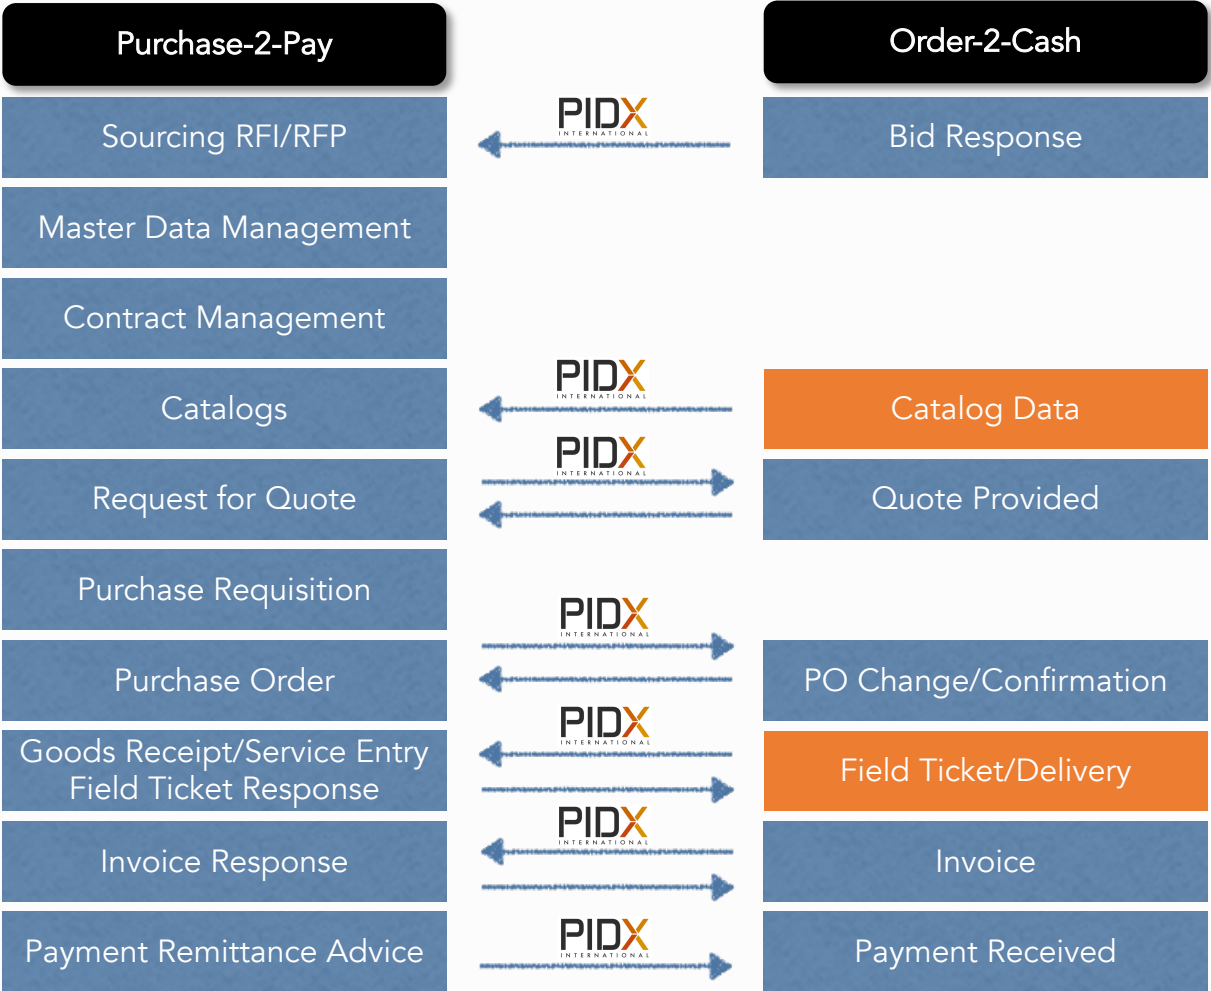 Purchase-2-Pay
Order-2-Cash
Sourcing RFI/RFP
PIDX
INTERNATIONAL
Bid Response
Master Data Management
Contract Management
Catalogs
PIDX
INTERNATIONAL
Catalog Data
Request for Quote
PIDX
INTERNATIONAL
Quote Provided
Purchase Requisition
Purchase Order
PIDX
INTERNATIONAL
PO Change/Confirmation
Goods Receipt/Service Entry
Field Ticket Response
PIDX
INTERNATIONAL
Field Ticket/Delivery
Invoice Response
PIDX
INTERNATIONAL
Invoice
Payment Remittance Advice
PIDX
INTERNATIONAL
Payment Received